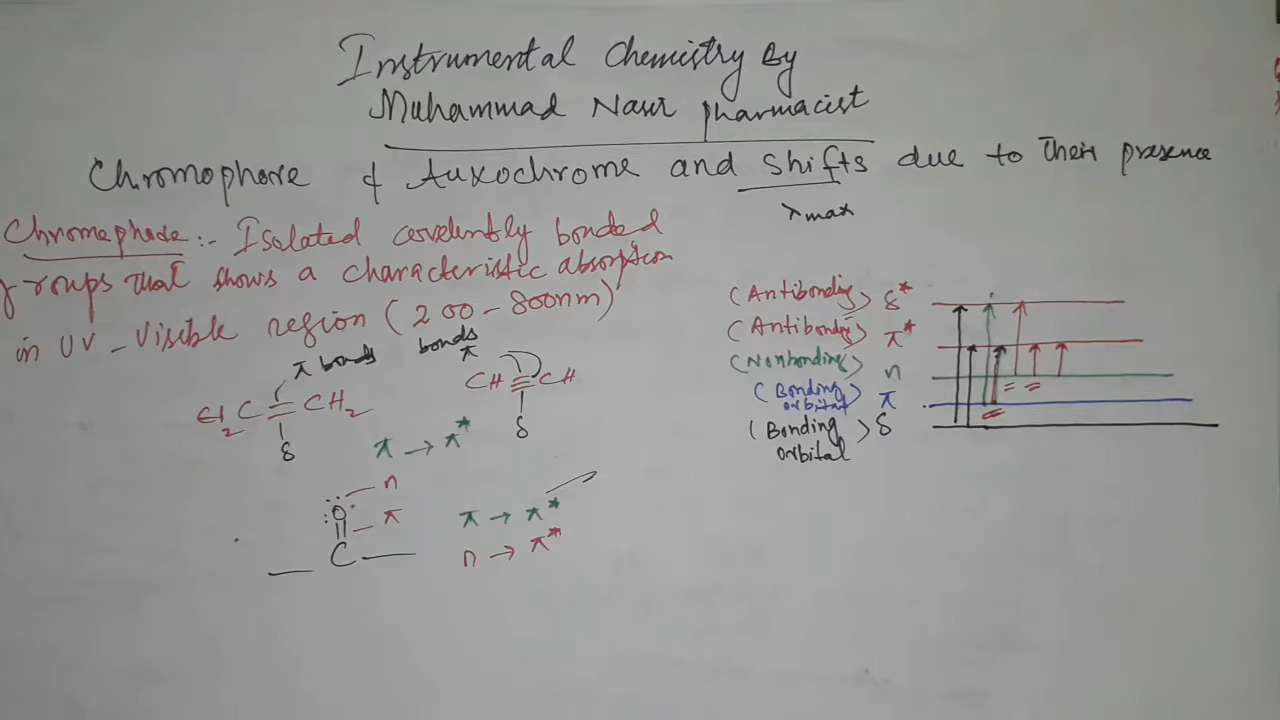 Instrumental Chemistry By
Muhammad Nasir pharmacist
Chromophore & Auxochrome and shifts due to their presence
λ max
Chromophore:- Isolated covalently bonded
groups that shows a characteristic absorption
in UV-Visible region (200-800nm)
π bonds
bonds
π
C=CH2
δ
CH≡CH
δ
π → π*
n
:O:
π
C
π → π*
n → π*
(Antibonding) δ*
(Antibonding) π*
(Nonbonding) n
(Bonding orbital) π
(Bonding orbital) δ